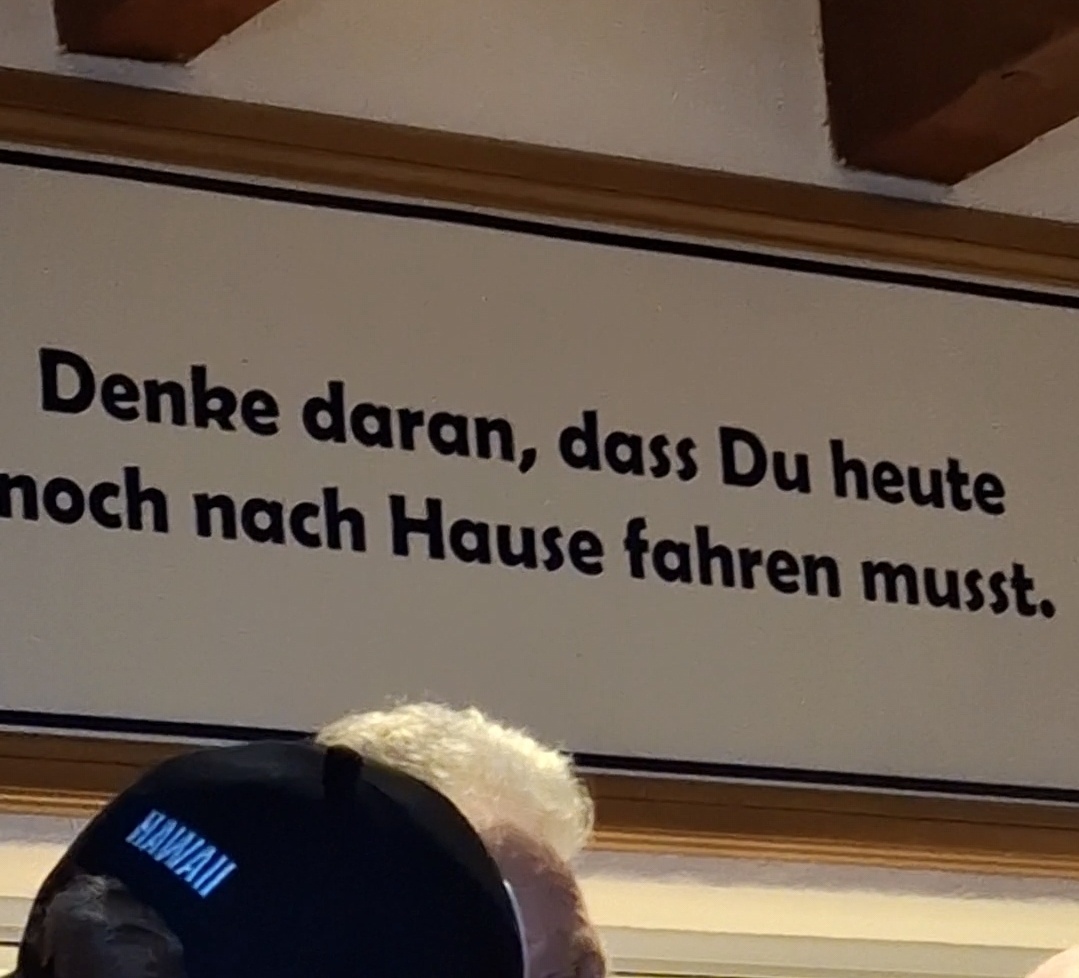 Denke daran, dass Du heute
noch nach Hause fahren musst.
HAWAII